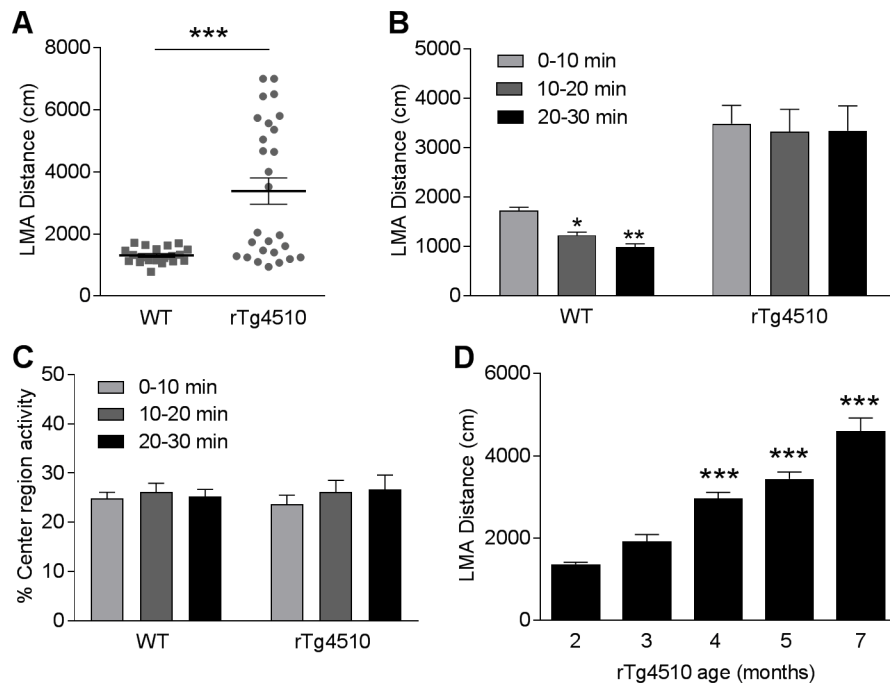 A
***
8000
6000
4000
2000
0
LMA Distance (cm)
WT
rTg4510
B
5000
4000
3000
2000
1000
0
LMA Distance (cm)
0-10 min
10-20 min
20-30 min
*
**
WT
rTg4510
C
50
40
30
20
10
0
% Center region activity
0-10 min
10-20 min
20-30 min
WT
rTg4510
D
6000
4000
2000
0
LMA Distance (cm)
***
***
***
2 3 4 5 7
rTg4510 age (months)